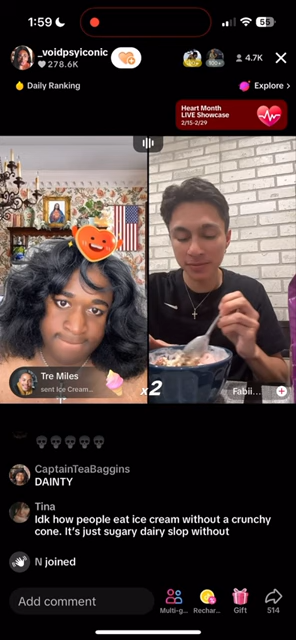 1:59
55
_voidpsyiconic
278.6K
100+
4.7K
Daily Ranking
Explore >
Heart Month
LIVE Showcase
2/15-2/29
Tre Miles
sent Ice Cream...
x2
Fabii...
CaptainTeaBaggins
DAINTY
Tina
Idk how people eat ice cream without a crunchy
cone. It's just sugary dairy slop without
N joined
Add comment
Multi-g...
Rechar...
Gift
514